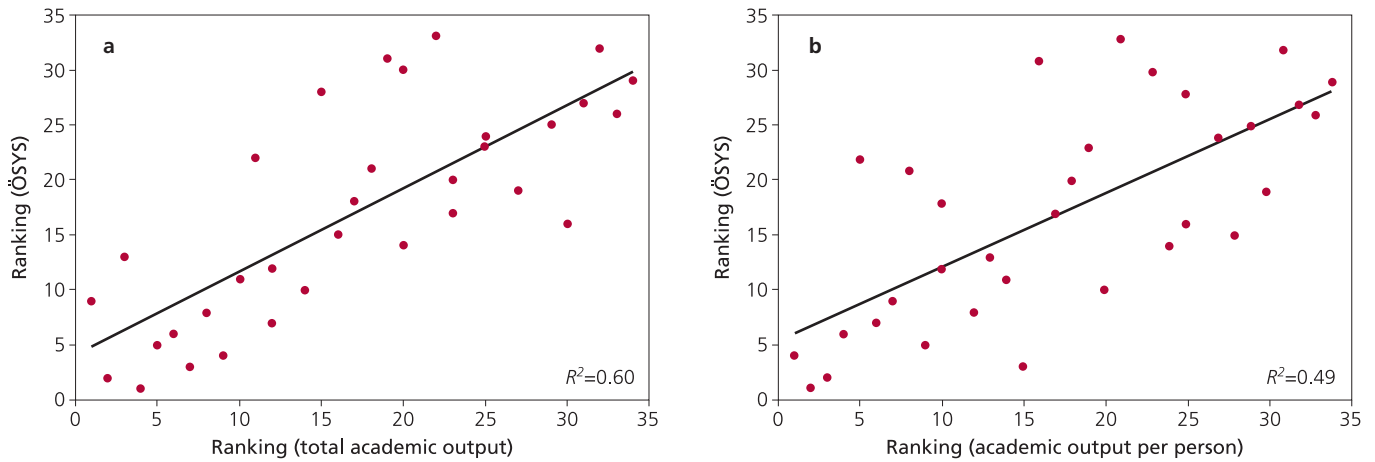 a
35
30
25
20
15
10
5
0
Ranking (ÖSYS)
R²=0.60
0 5 10 15 20 25 30 35
Ranking (total academic output)
b
35
30
25
20
15
10
5
0
Ranking (ÖSYS)
R²=0.49
0 5 10 15 20 25 30 35
Ranking (academic output per person)